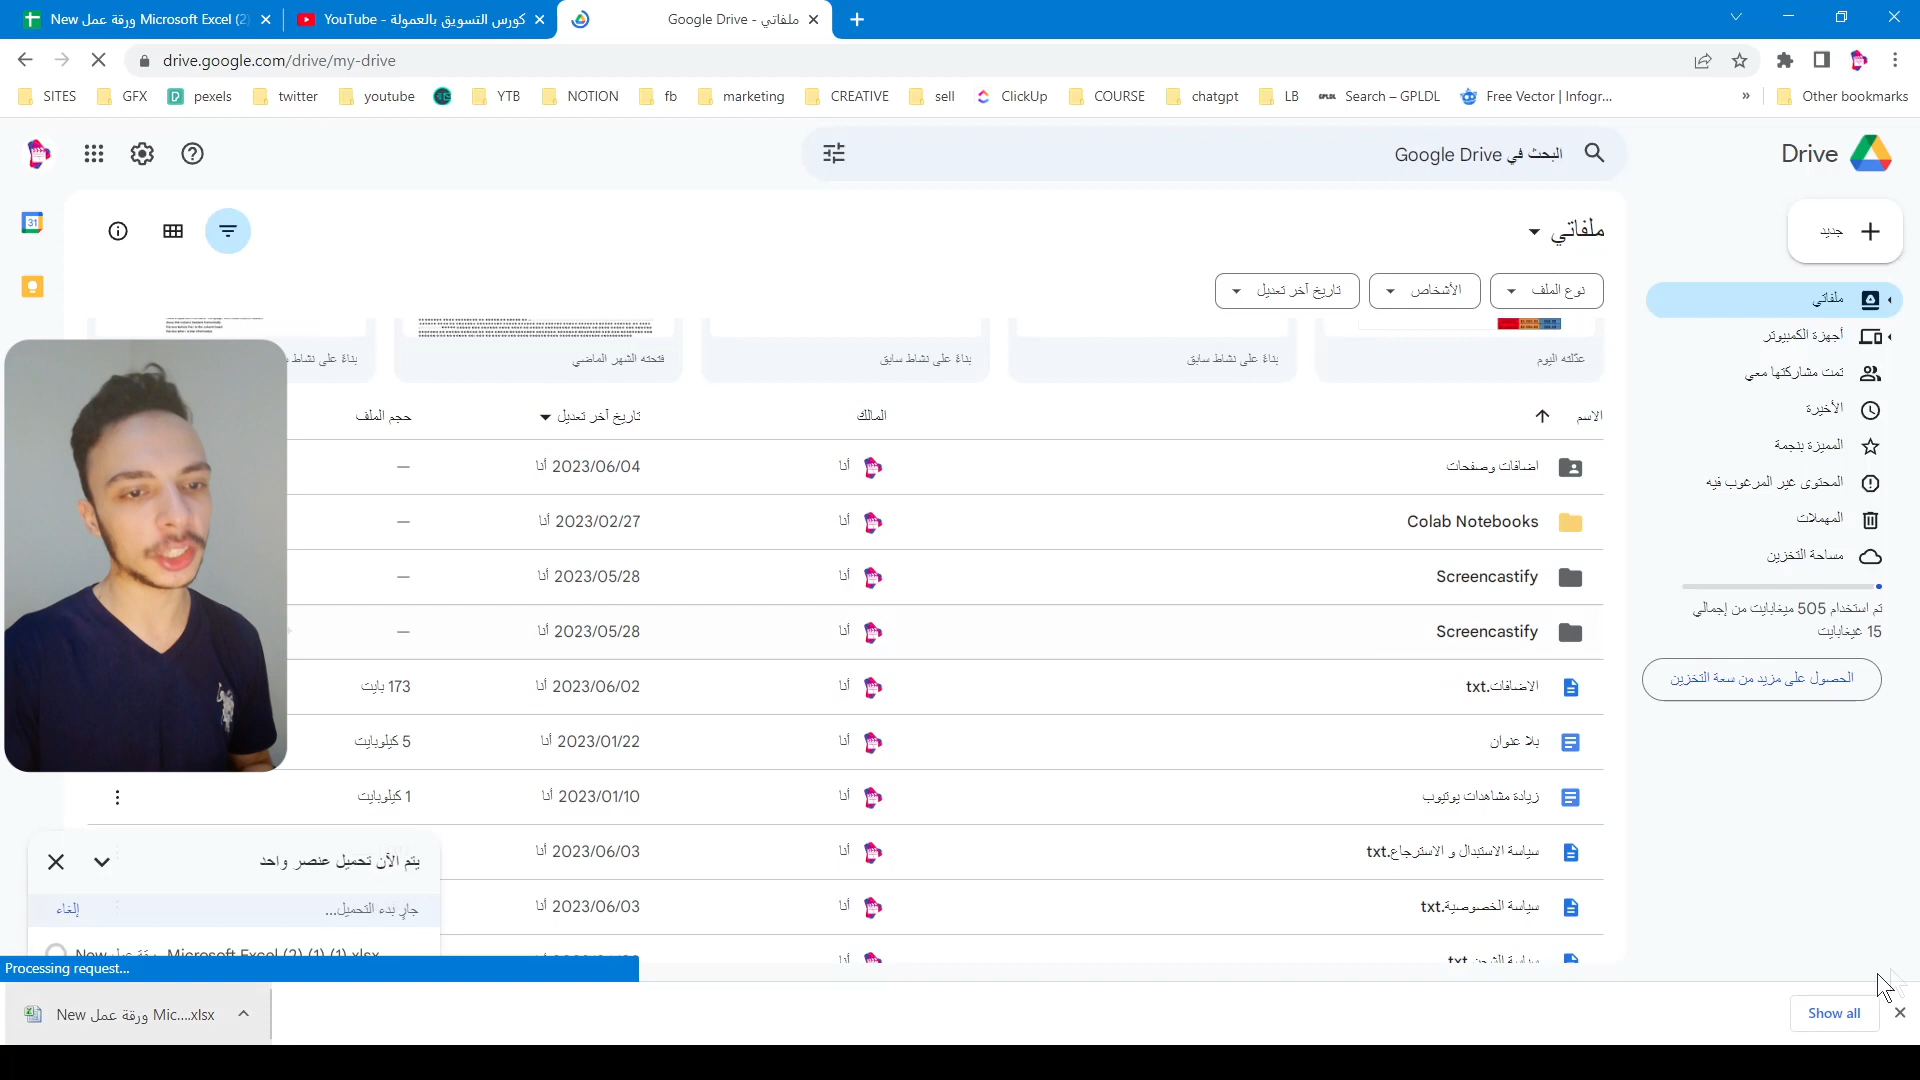 New ورقة عمل Microsoft Excel (2)
كورس التسويق بالعمولة - YouTube
ملفاتي - Google Drive
drive.google.com/drive/my-drive
SITES
GFX
pexels
twitter
youtube
YTB
NOTION
fb
marketing
CREATIVE
sell
ClickUp
COURSE
chatgpt
LB
Search – GPLDL
Free Vector | Infogr...
»
Other bookmarks
Drive
البحث في Google Drive
جديد
ملفاتي
نوع الملف
الأشخاص
تاريخ آخر تعديل
ملفاتي
أجهزة الكمبيوتر
تمت مشاركتها معي
الأخيرة
المميزة بنجمة
المحتوى غير المرغوب فيه
المهملات
مساحة التخزين
تم استخدام 505 ميغابايت من إجمالي
15 غيغابايت
الحصول على مزيد من سعة التخزين
عدّلته اليوم
بناءً على نشاط سابق
بناءً على نشاط سابق
فتحته الشهر الماضي
بناءً على نشاط
الاسم
المالك
تاريخ آخر تعديل
حجم الملف
اضافات وصفحات
أنا
2023/06/04 أنا
—
Colab Notebooks
أنا
2023/02/27 أنا
—
Screencastify
أنا
2023/05/28 أنا
—
Screencastify
أنا
2023/05/28 أنا
—
الاضافات.txt
أنا
2023/06/02 أنا
173 بايت
بلا عنوان
أنا
2023/01/22 أنا
5 كيلوبايت
زيادة مشاهدات يوتيوب
أنا
2023/01/10 أنا
1 كيلوبايت
سياسة الاستبدال و الاسترجاع.txt
أنا
2023/06/03 أنا
سياسة الخصوصية.txt
أنا
2023/06/03 أنا
سياسة الشحن.txt
أنا
يتم الآن تحميل عنصر واحد
جارٍ بدء التحميل...
إلغاء
New ورقة عمل Microsoft Excel (2) (1) (1).xlsx
Processing request...
New ورقة عمل Mic....xlsx
Show all